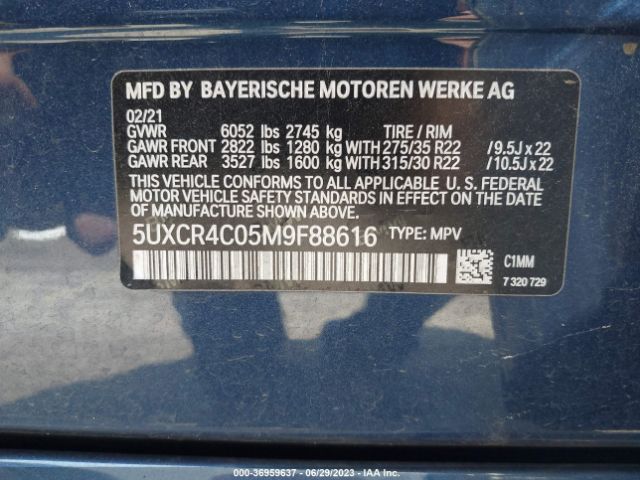 MFD BY BAYERISCHE MOTOREN WERKE AG
02/21
GVWR 6052 lbs 2745 kg TIRE / RIM
GAWR FRONT 2822 lbs 1280 kg WITH 275/35 R22 /9.5J x 22
GAWR REAR 3527 lbs 1600 kg WITH 315/30 R22 /10.5J x 22
THIS VEHICLE CONFORMS TO ALL APPLICABLE U. S. FEDERAL
MOTOR VEHICLE SAFETY STANDARDS IN EFFECT ON THE DATE
OF MANUFACTURE SHOWN ABOVE.
5UXCR4C05M9F88616 TYPE: MPV
C1MM
7 320 729
000-36959637 - 06/29/2023 - IAA Inc.